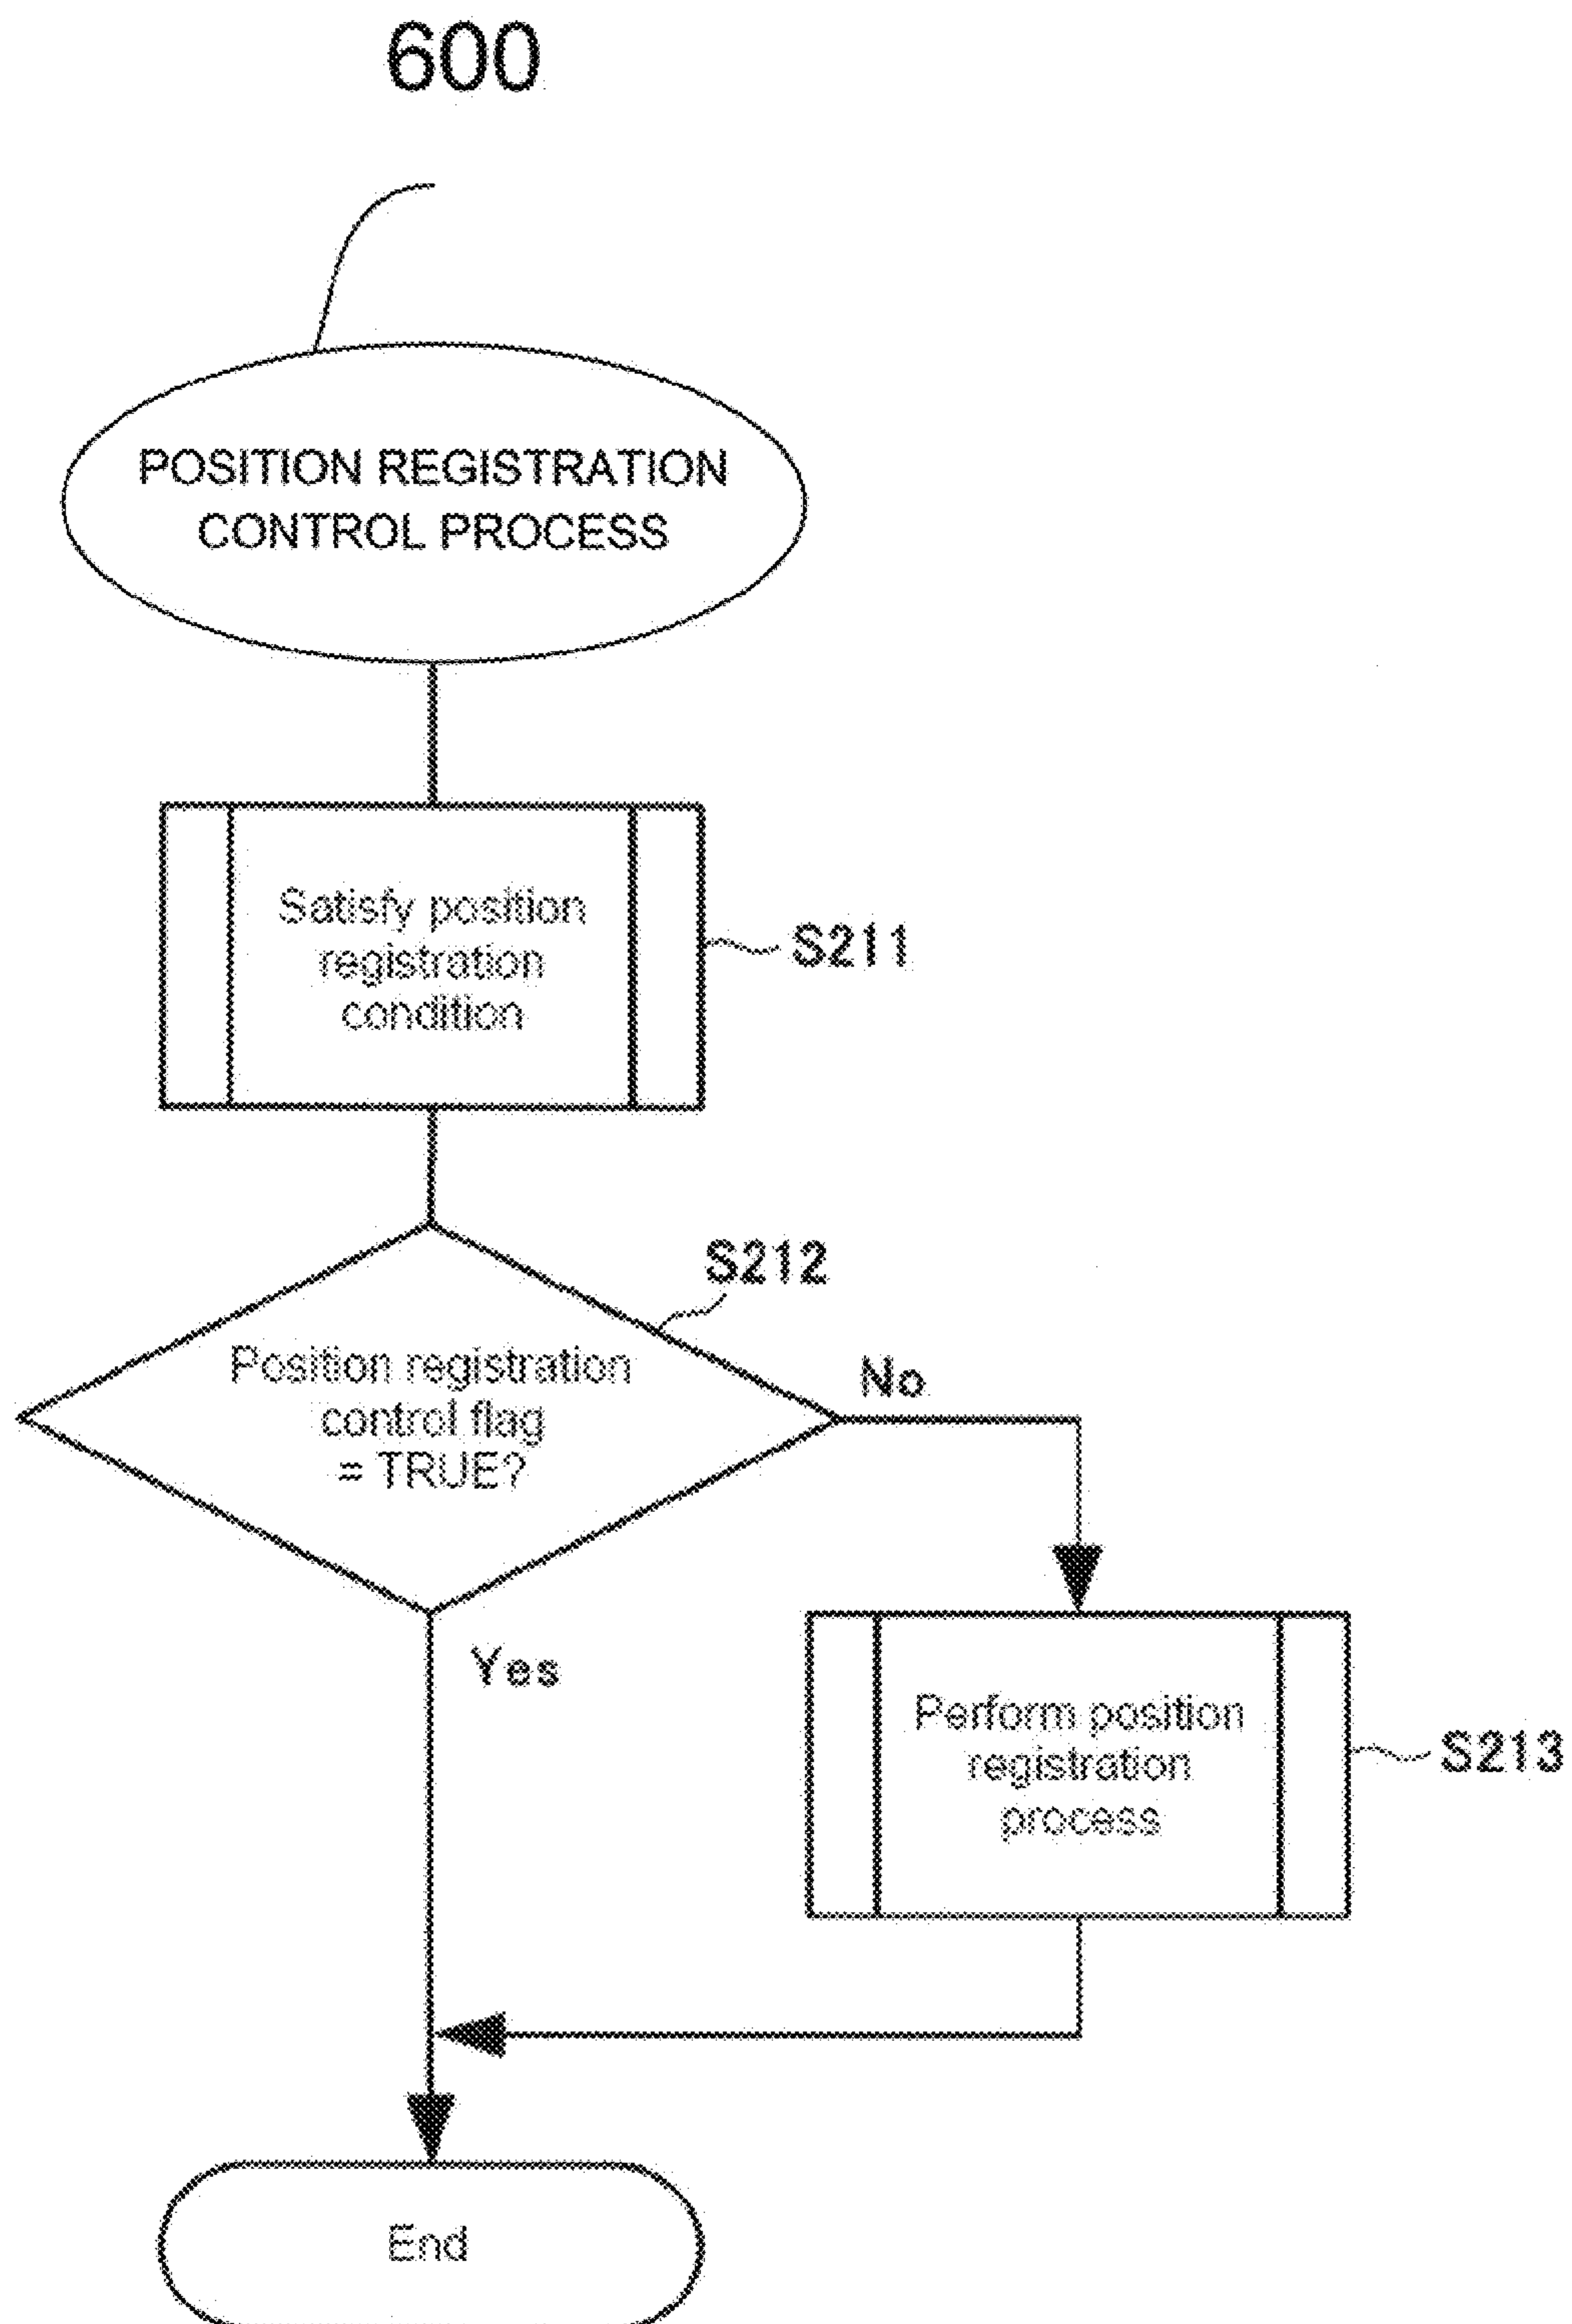 600
POSITION REGISTRATION
CONTROL PROCESS
Satisfy position
registration
condition
S211
S212
Position registration
control flag
= TRUE?
No
Yes
Perform position
registration
process
S213
End